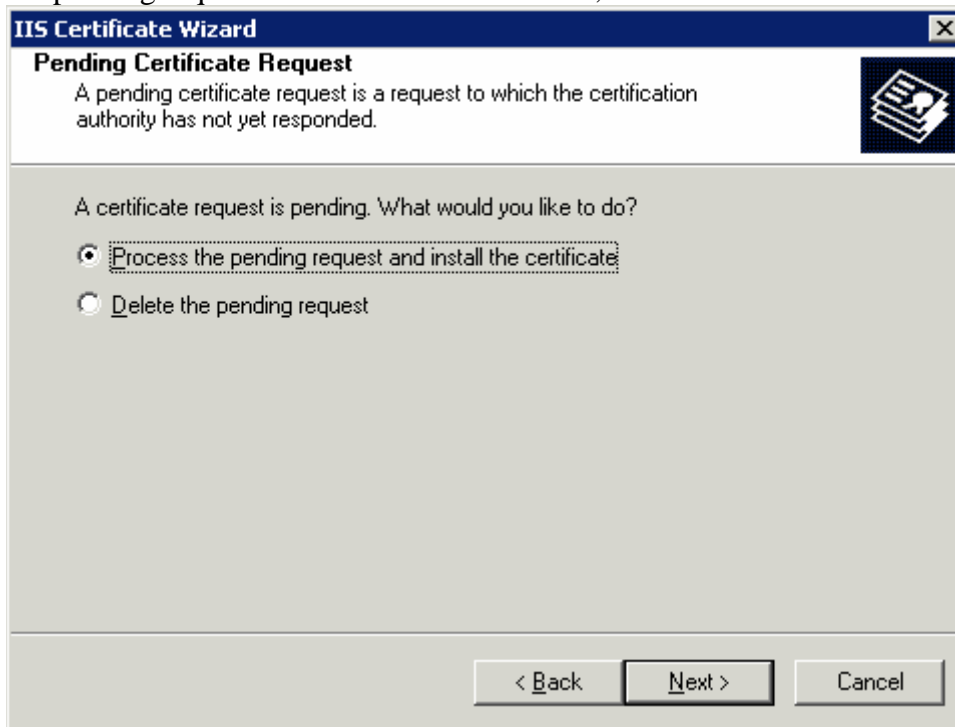 IIS Certificate Wizard
Pending Certificate Request
A pending certificate request is a request to which the certification
authority has not yet responded.
A certificate request is pending. What would you like to do?
Process the pending request and install the certificate
Delete the pending request
< Back
Next >
Cancel